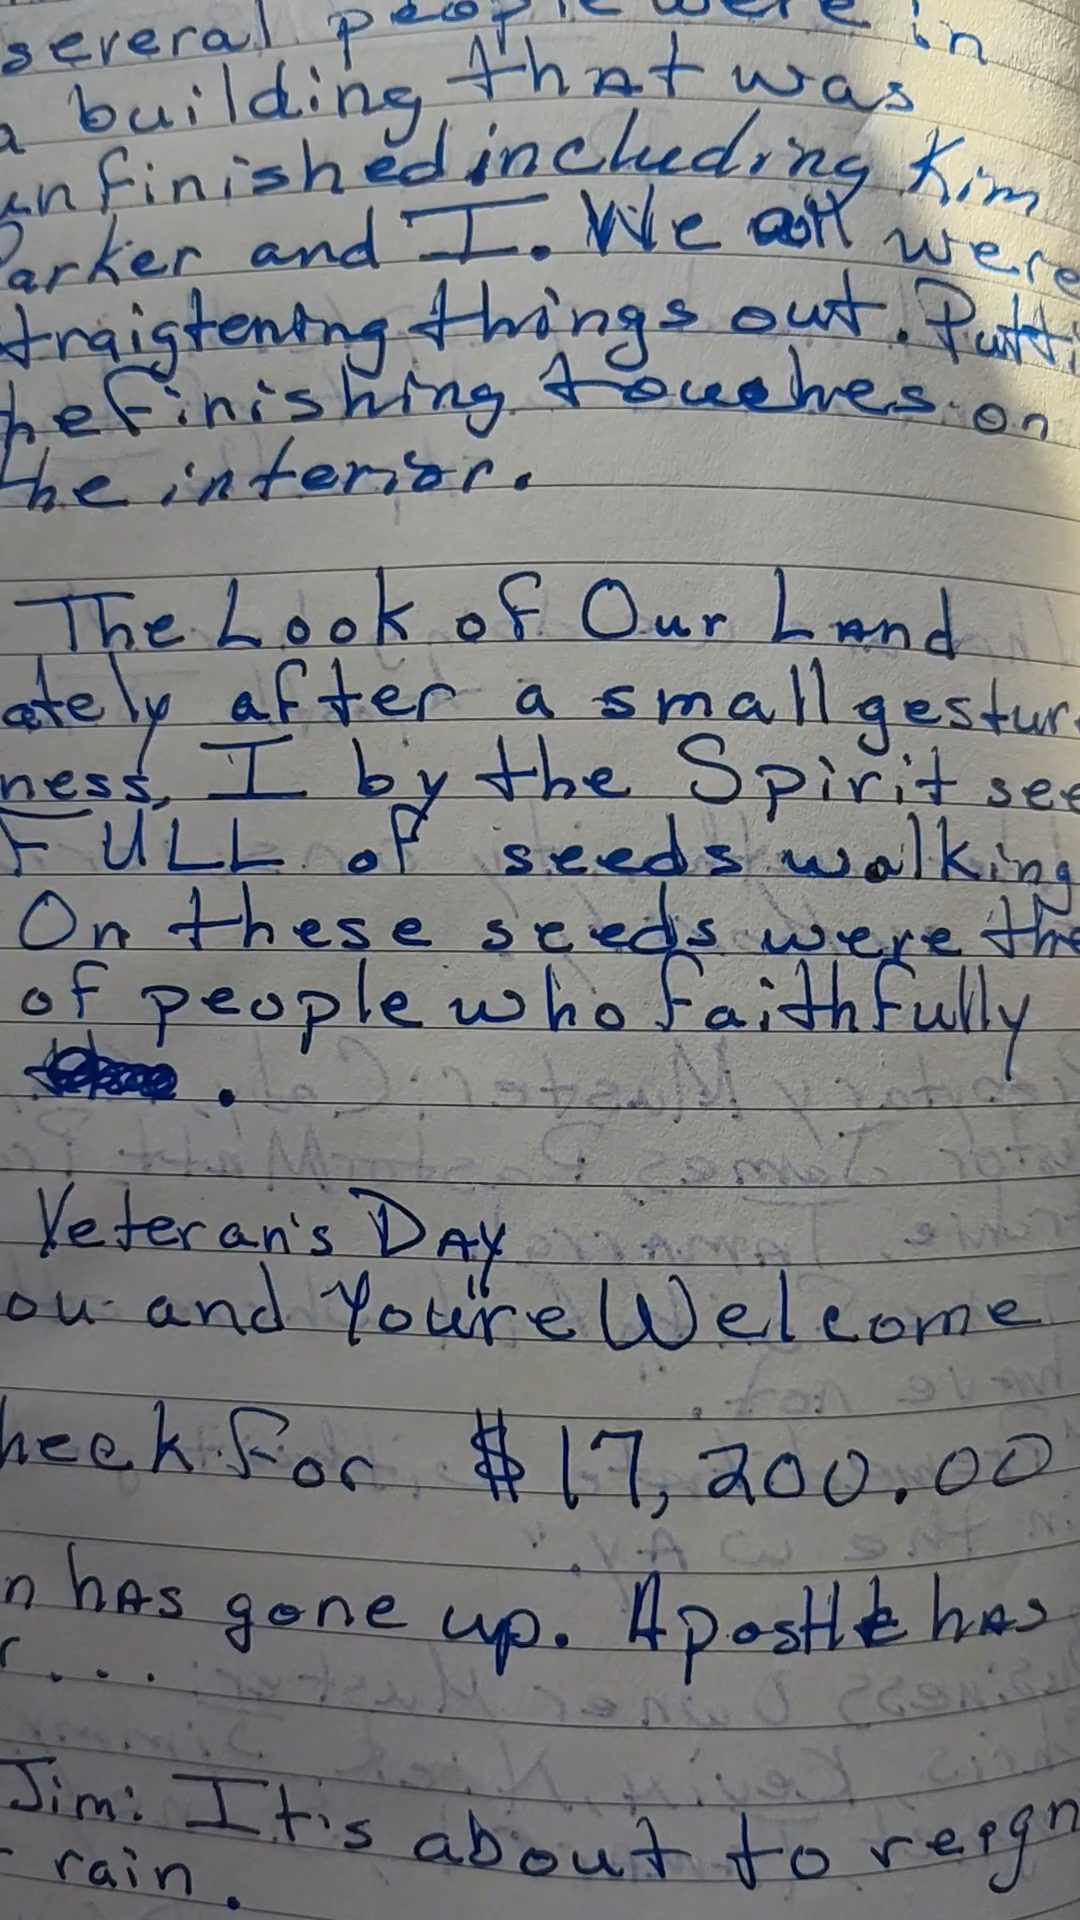 several people were in
a building that was
unfinished including Kim
Parker and I. We all were
traigtening things out. Putti
he finishing touches on
the interior.
The Look of Our Land
ately after a small gestur
ness, I by the Spirit see
FULL of seeds walking
On these seeds were the
of people who faithfully
.
Veteran's DAY
ou and You're Welcome
heck for $17,200.00
n has gone up. Apostle has
r....
Jim: It's about to reign
- rain.